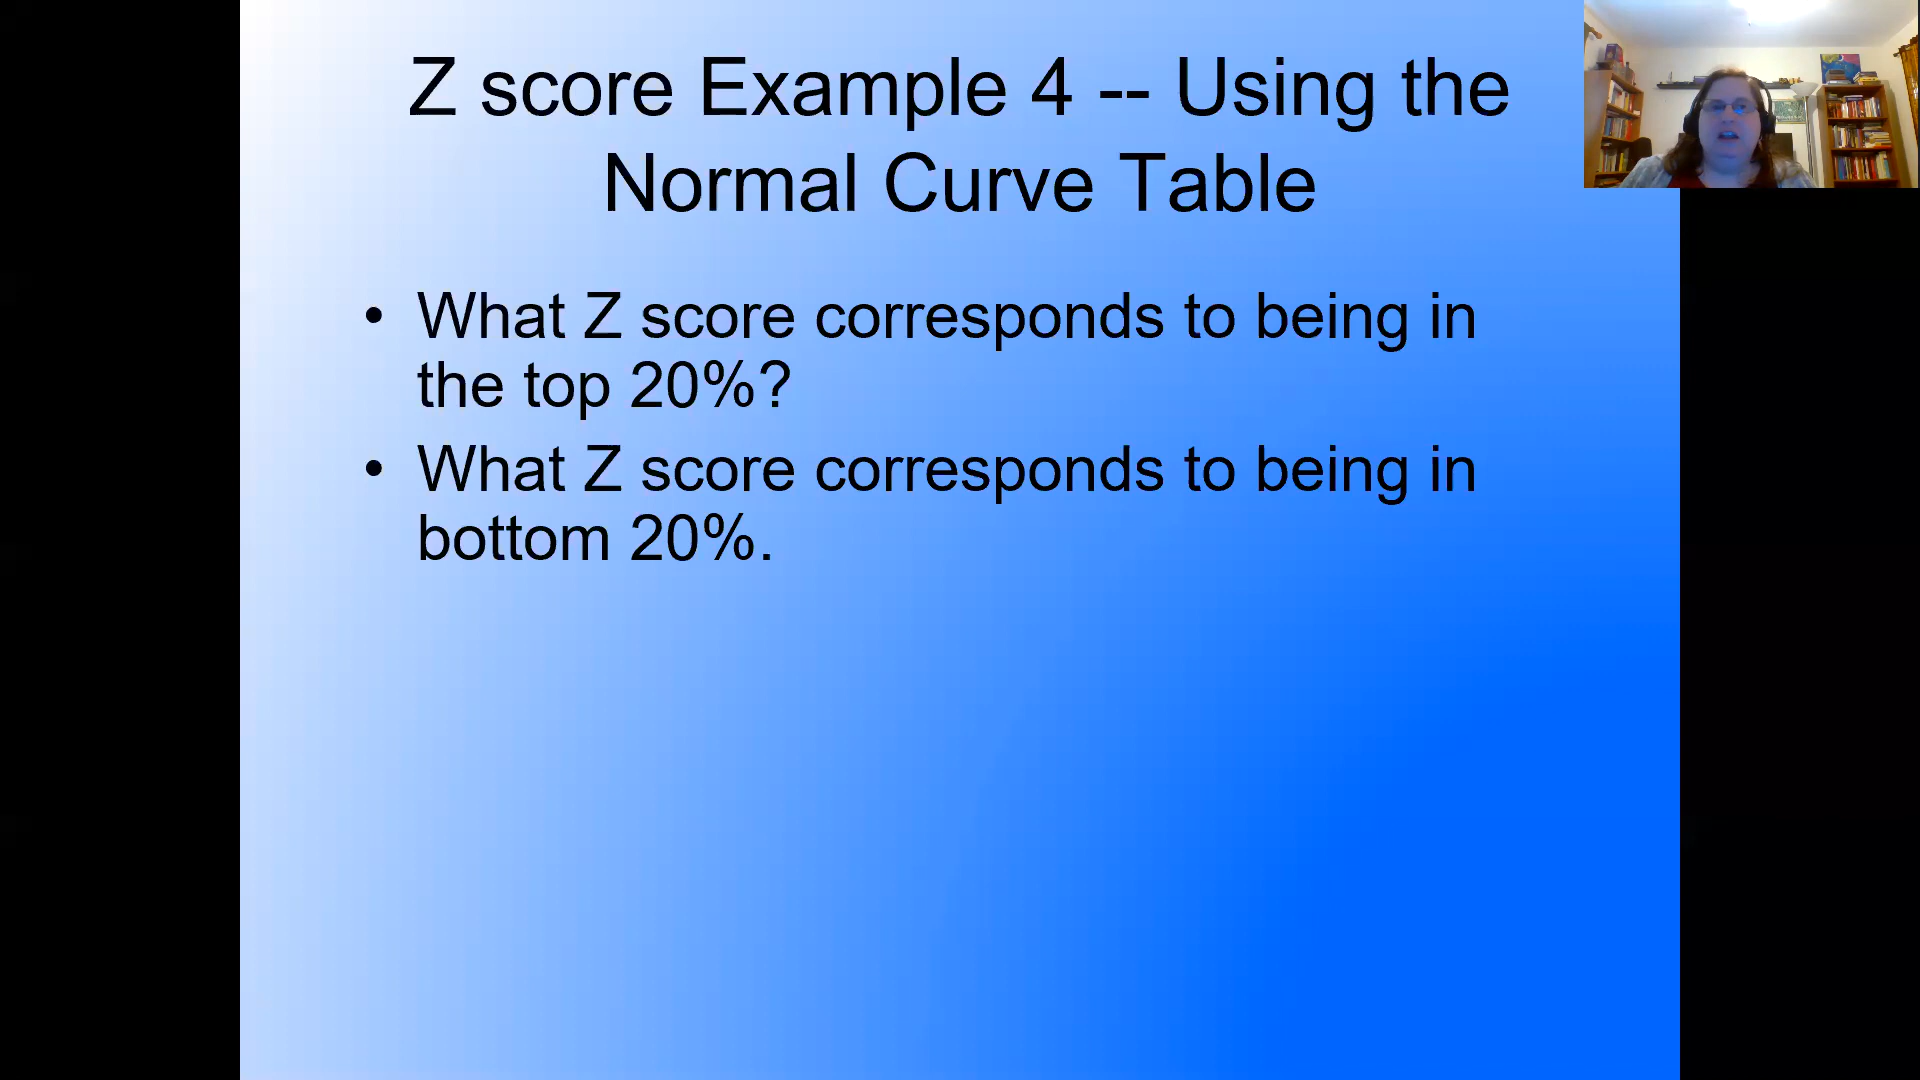 Z score Example 4 -- Using the
Normal Curve Table
• What Z score corresponds to being in
the top 20%?
• What Z score corresponds to being in
bottom 20%.